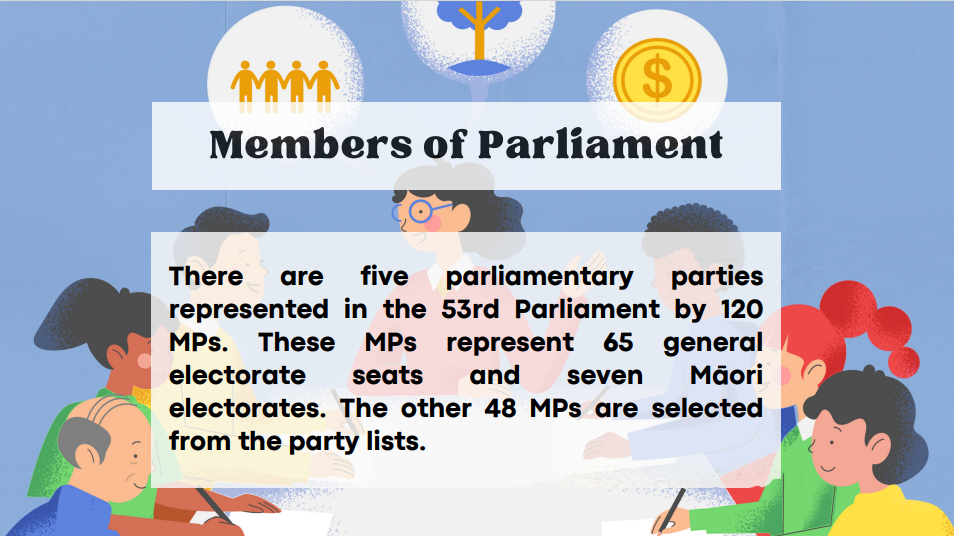 Members of Parliament
There are five parliamentary parties
represented in the 53rd Parliament by 120
MPs. These MPs represent 65 general
electorate seats and seven Māori
electorates. The other 48 MPs are selected
from the party lists.
$